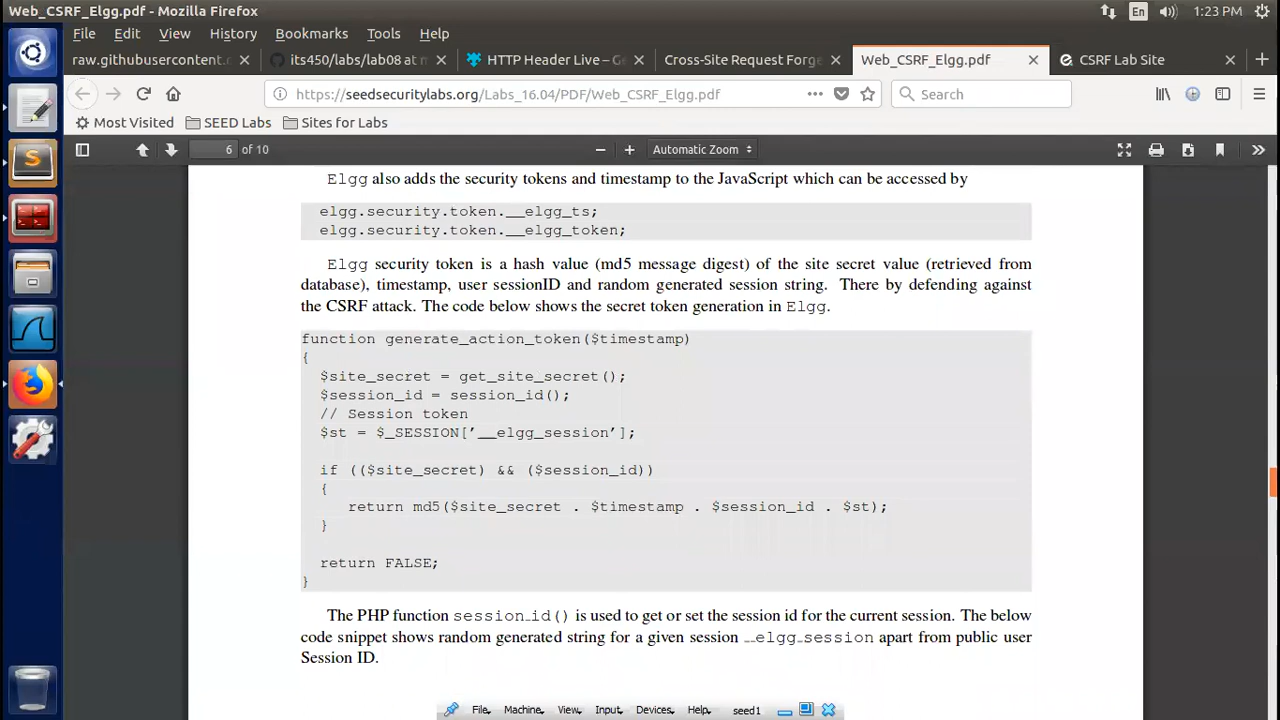 Web_CSRF_Elgg.pdf - Mozilla Firefox
En
1:23 PM
File Edit View History Bookmarks Tools Help
raw.githubusercontent.c
its450/labs/lab08 at m
HTTP Header Live – Ge
Cross-Site Request Forge
Web_CSRF_Elgg.pdf
CSRF Lab Site
https://seedsecuritylabs.org/Labs_16.04/PDF/Web_CSRF_Elgg.pdf
Search
Most Visited SEED Labs Sites for Labs
6 of 10
Automatic Zoom
Elgg also adds the security tokens and timestamp to the JavaScript which can be accessed by
elgg.security.token.__elgg_ts;
elgg.security.token.__elgg_token;
Elgg security token is a hash value (md5 message digest) of the site secret value (retrieved from
database), timestamp, user sessionID and random generated session string. There by defending against
the CSRF attack. The code below shows the secret token generation in Elgg.
function generate_action_token($timestamp)
{
$site_secret = get_site_secret();
$session_id = session_id();
// Session token
$st = $_SESSION['__elgg_session'];
if (($site_secret) && ($session_id))
{
return md5($site_secret . $timestamp . $session_id . $st);
}
return FALSE;
}
The PHP function session_id() is used to get or set the session id for the current session. The below
code snippet shows random generated string for a given session __elgg_session apart from public user
Session ID.
File Machine View Input Devices Help seed1